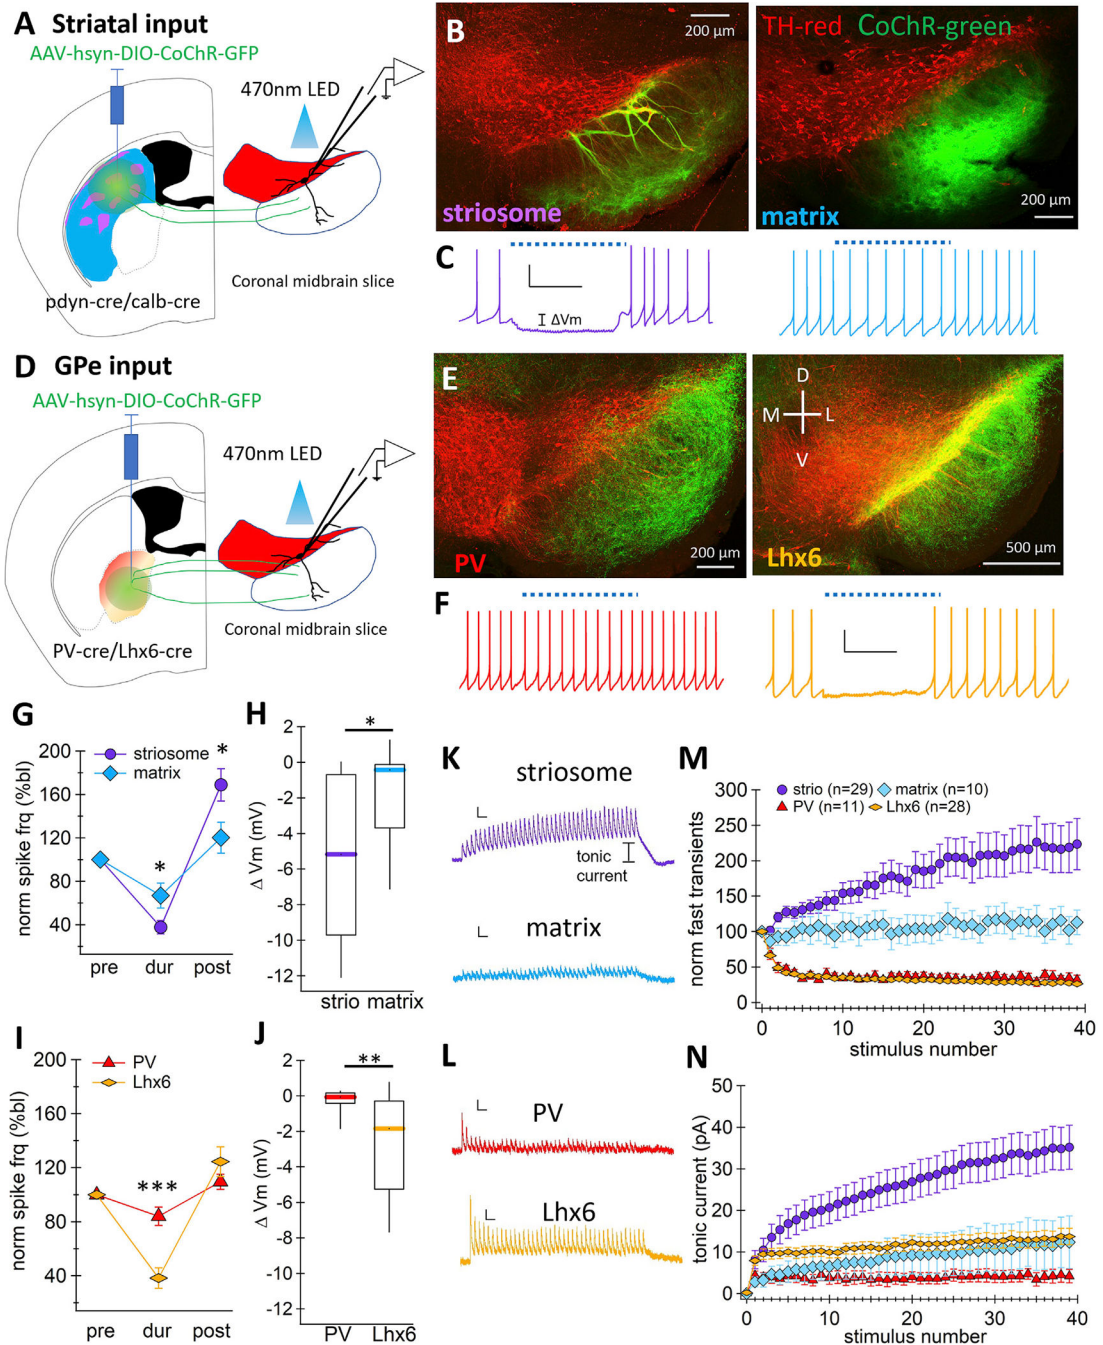 A
Striatal input
AAV-hsyn-DIO-CoChR-GFP
470nm LED
pdyn-cre/calb-cre
Coronal midbrain slice
B
200 µm
striosome
TH-red CoChR-green
matrix
200 µm
C
ΔVm
D
GPe input
AAV-hsyn-DIO-CoChR-GFP
470nm LED
PV-cre/Lhx6-cre
Coronal midbrain slice
E
PV
200 µm
D
M
L
V
Lhx6
500 µm
F
G
norm spike frq (%bl)
200
160
120
80
40
striosome
matrix
*
*
pre
dur
post
H
Δ Vm (mV)
2
0
-2
-4
-6
-8
-10
-12
*
strio
matrix
I
norm spike frq (%bl)
200
160
120
80
40
PV
Lhx6
***
pre
dur
post
J
Δ Vm (mV)
2
0
-2
-4
-6
-8
-10
-12
**
PV
Lhx6
K
striosome
tonic
current
matrix
L
PV
Lhx6
M
norm fast transients
300
250
200
150
100
50
0
strio (n=29)
matrix (n=10)
PV (n=11)
Lhx6 (n=28)
0
10
20
30
40
stimulus number
N
tonic current (pA)
50
40
30
20
10
0
0
10
20
30
40
stimulus number